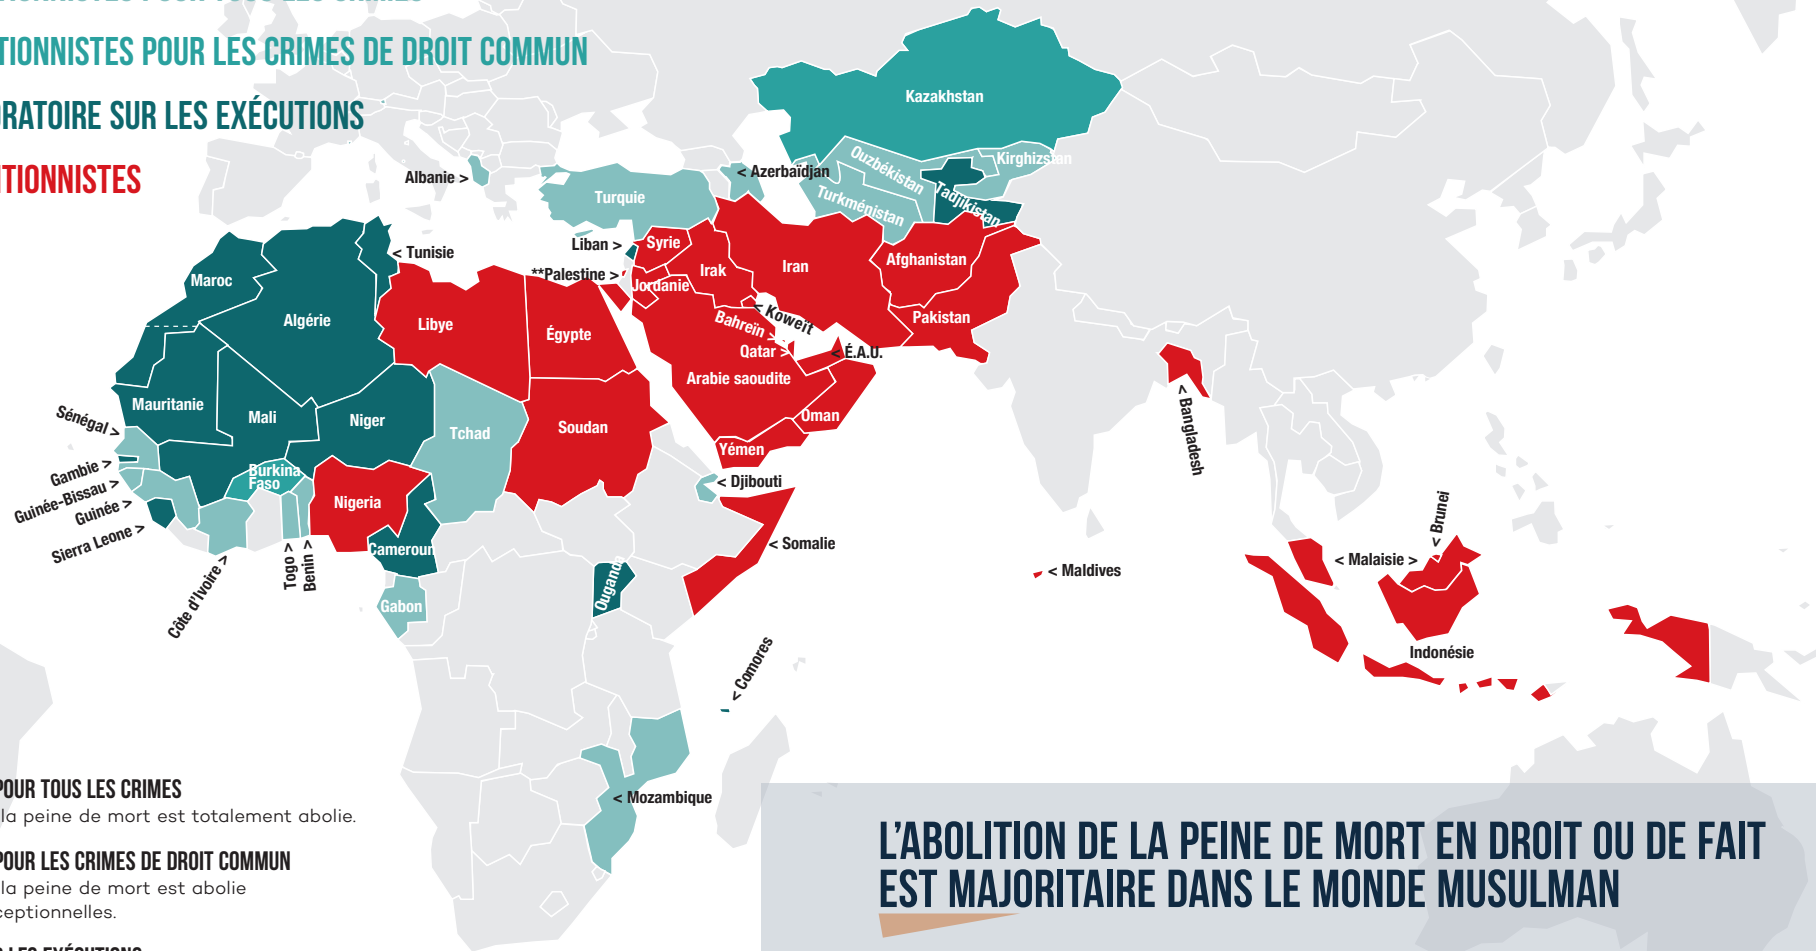 TIONNISTES POUR LES CRIMES DE DROIT COMMUN
ORATOIRE SUR LES EXÉCUTIONS
TIONNISTES
Kazakhstan
Ouzbékistan
Kirghizstan
< Azerbaïdjan
Albanie >
Turquie
Turkménistan
Tadjikistan
Liban >
Syrie
< Tunisie
Afghanistan
Iran
Irak
**Palestine >
Maroc
Jordanie
Algérie
Libye
Égypte
Pakistan
< Koweït
Bahreïn >
Qatar >
< É.A.U.
Arabie saoudite
Mauritanie
Mali
Niger
Sénégal >
Oman
Soudan
Tchad
< Bangladesh
Yémen
Gambie >
Burkina
Faso
< Djibouti
Guinée-Bissau >
Nigeria
Guinée >
Sierra Leone >
< Brunei
< Somalie
Cameroun
< Malaisie >
Togo >
Benin >
< Maldives
Ougand
Côte d'Ivoire >
Gabon
Indonésie
< Comores
< Mozambique
POUR TOUS LES CRIMES
la peine de mort est totalement abolie.
POUR LES CRIMES DE DROIT COMMUN
la peine de mort est abolie
ceptionnelles.
L'ABOLITION DE LA PEINE DE MORT EN DROIT OU DE FAIT
EST MAJORITAIRE DANS LE MONDE MUSULMAN